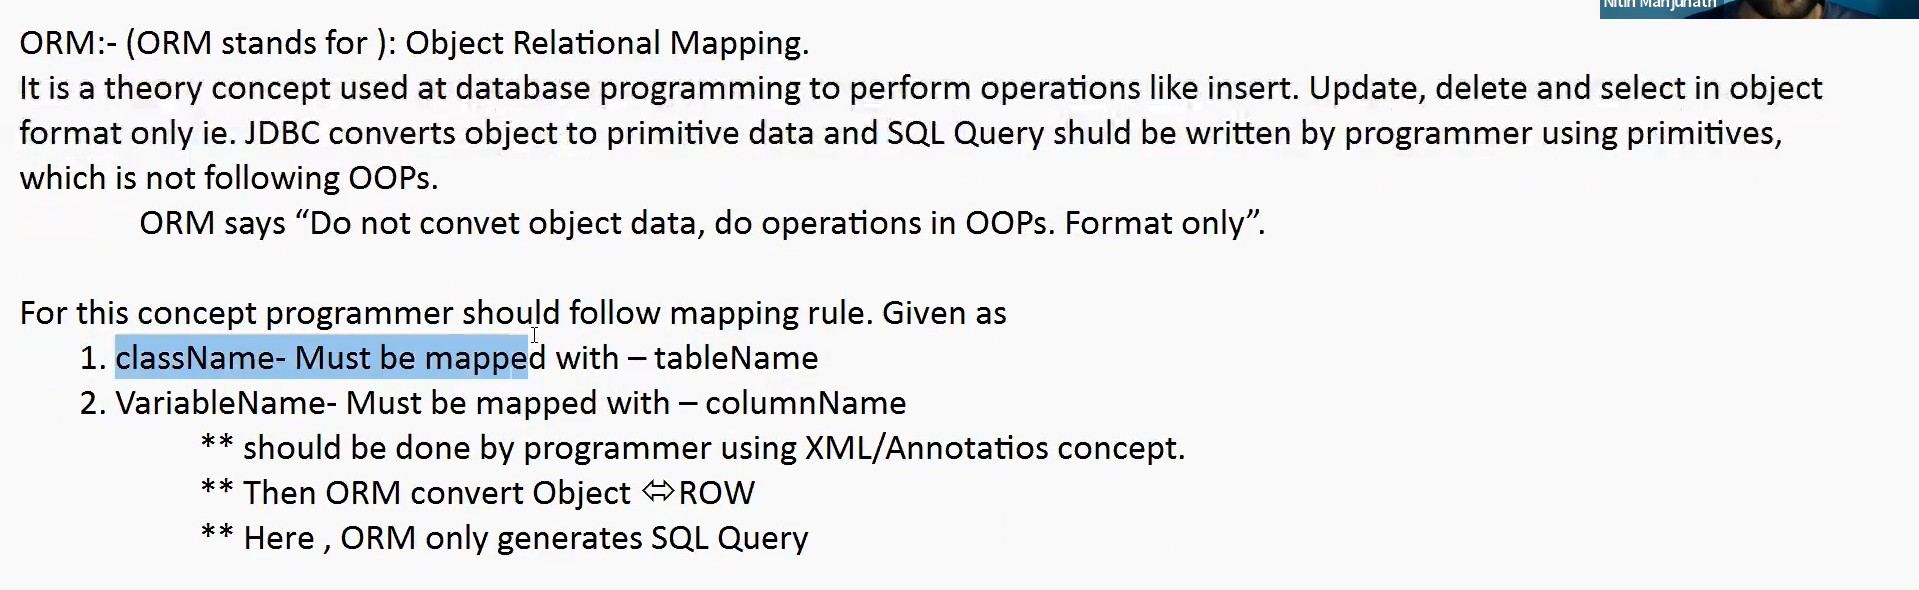 Nitin Manjunath
ORM:- (ORM stands for ): Object Relational Mapping.
It is a theory concept used at database programming to perform operations like insert. Update, delete and select in object
format only ie. JDBC converts object to primitive data and SQL Query shuld be written by programmer using primitives,
which is not following OOPs.
ORM says “Do not convet object data, do operations in OOPs. Format only”.
For this concept programmer should follow mapping rule. Given as
1. className- Must be mapped with – tableName
2. VariableName- Must be mapped with – columnName
** should be done by programmer using XML/Annotatios concept.
** Then ORM convert Object ⇔ROW
** Here , ORM only generates SQL Query